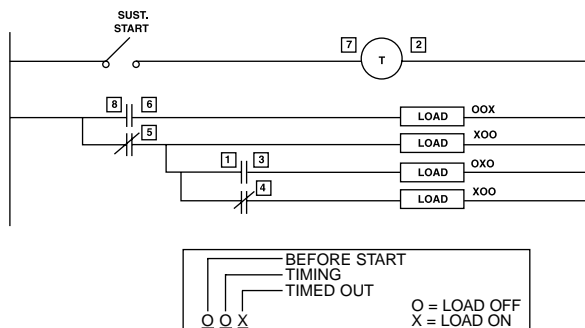 SUST.
START
7 T 2
8 6 LOAD OOX
5 LOAD XOO
1 3 LOAD OXO
4 LOAD XOO
BEFORE START
TIMING
TIMED OUT
O O X
O = LOAD OFF
X = LOAD ON